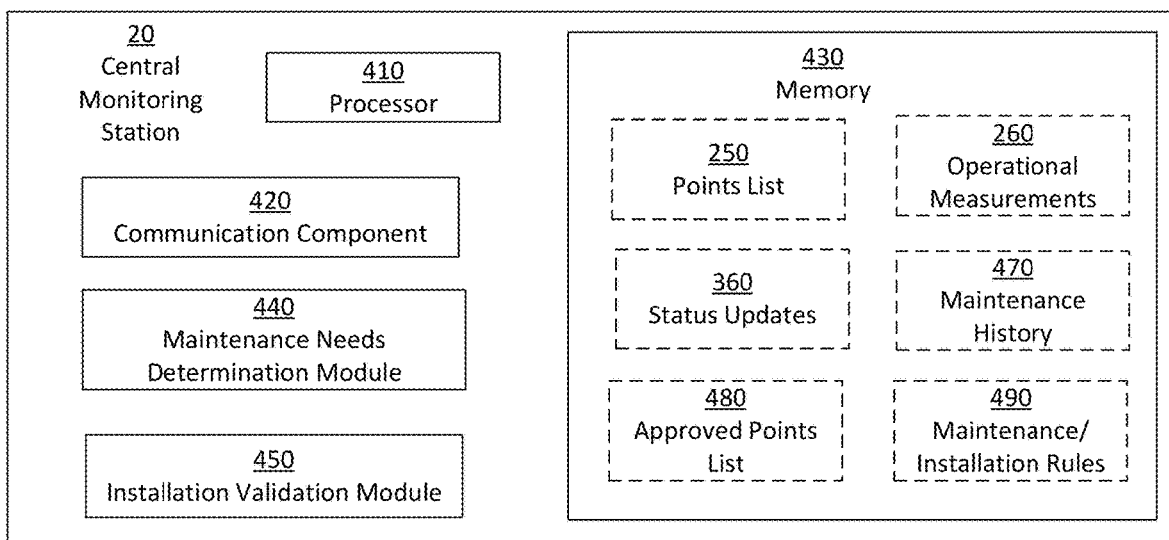 20
Central
Monitoring
Station
410
Processor
420
Communication Component
440
Maintenance Needs
Determination Module
450
Installation Validation Module
430
Memory
250
Points List
260
Operational
Measurements
360
Status Updates
470
Maintenance
History
480
Approved Points
List
490
Maintenance/
Installation Rules